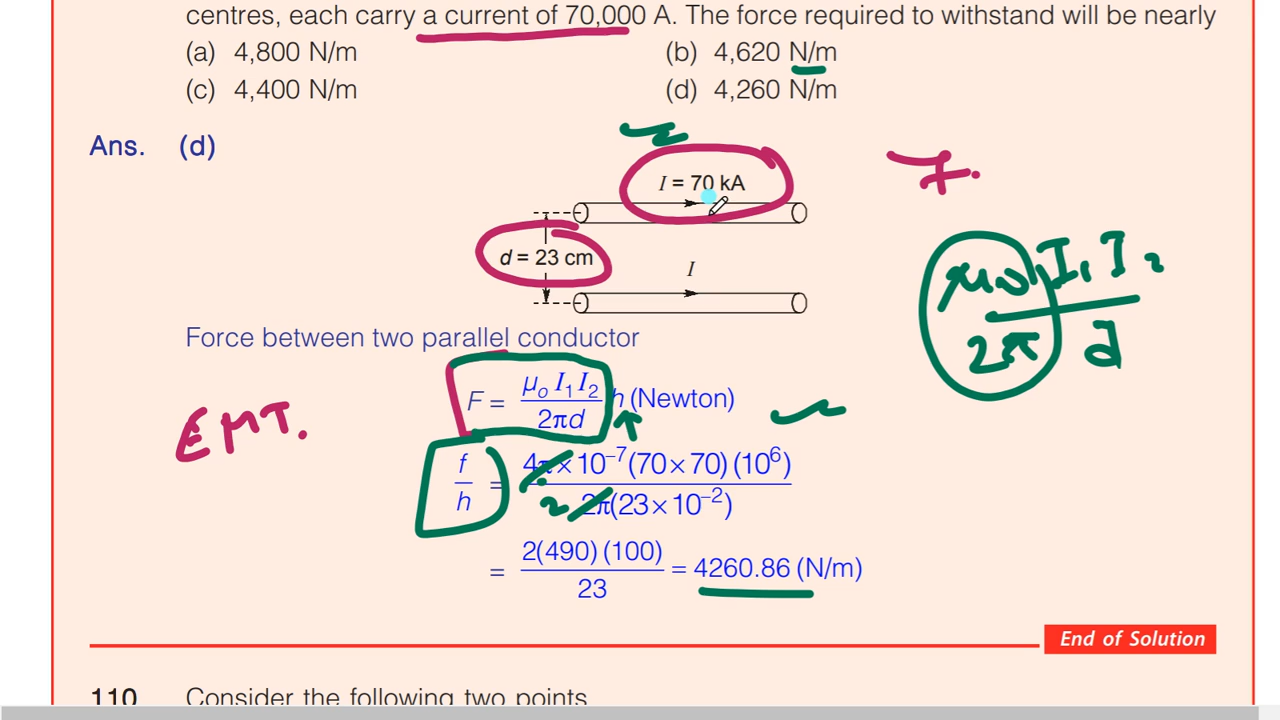 centres, each carry a current of 70,000 A. The force required to withstand will be nearly
(a) 4,800 N/m (b) 4,620 N/m
(c) 4,400 N/m (d) 4,260 N/m
Ans. (d)
I = 70 kA
d = 23 cm
I
μ₀ I₁ I₂
2π d
Force between two parallel conductor
F = μₒ I₁ I₂ / 2πd h (Newton)
EMT.
f/h = 4π×10⁻⁷(70×70)(10⁶) / 2π(23×10⁻²)
2
= 2(490)(100) / 23 = 4260.86 (N/m)
End of Solution
110 Consider the following two points